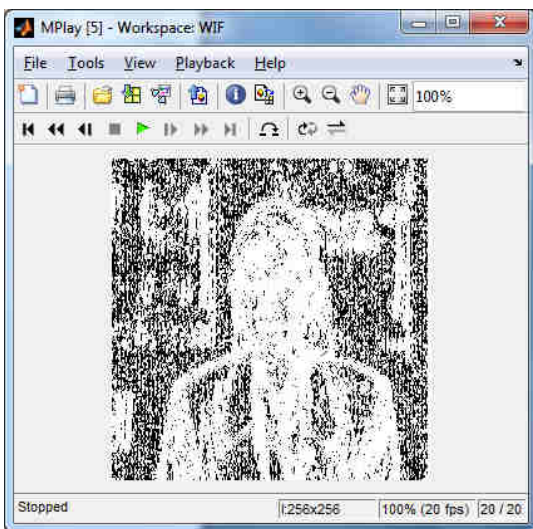 MPlay [5] - Workspace: WIF
File Tools View Playback Help
100%
Stopped I:256x256 100% (20 fps) 20 / 20